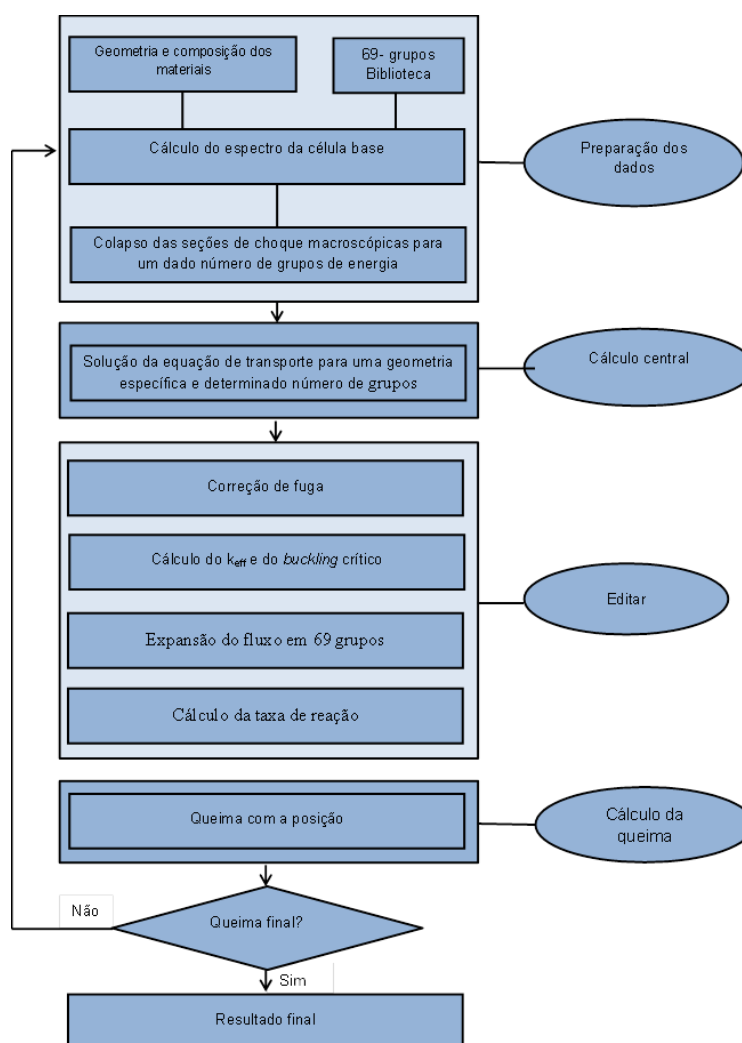 Geometria e composição dos
materiais
69- grupos
Biblioteca
Cálculo do espectro da célula base
Preparação dos
dados
Colapso das seções de choque macroscópicas para
um dado número de grupos de energia
Solução da equação de transporte para uma geometria
específica e determinado número de grupos
Cálculo central
Correção de fuga
Cálculo do keff e do buckling crítico
Editar
Expansão do fluxo em 69 grupos
Cálculo da taxa de reação
Queima com a posição
Cálculo da
queima
Não
Queima final?
Sim
Resultado final